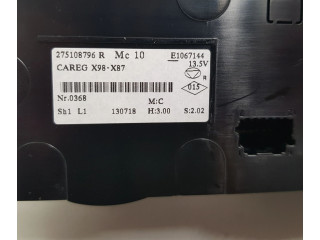 275108796 R Mc 10 E1067144
CAREG X98-X87 13.5V
R
015
Nr.0368 M:C
Sh1 L1 130718 H:3.00 S:2.02